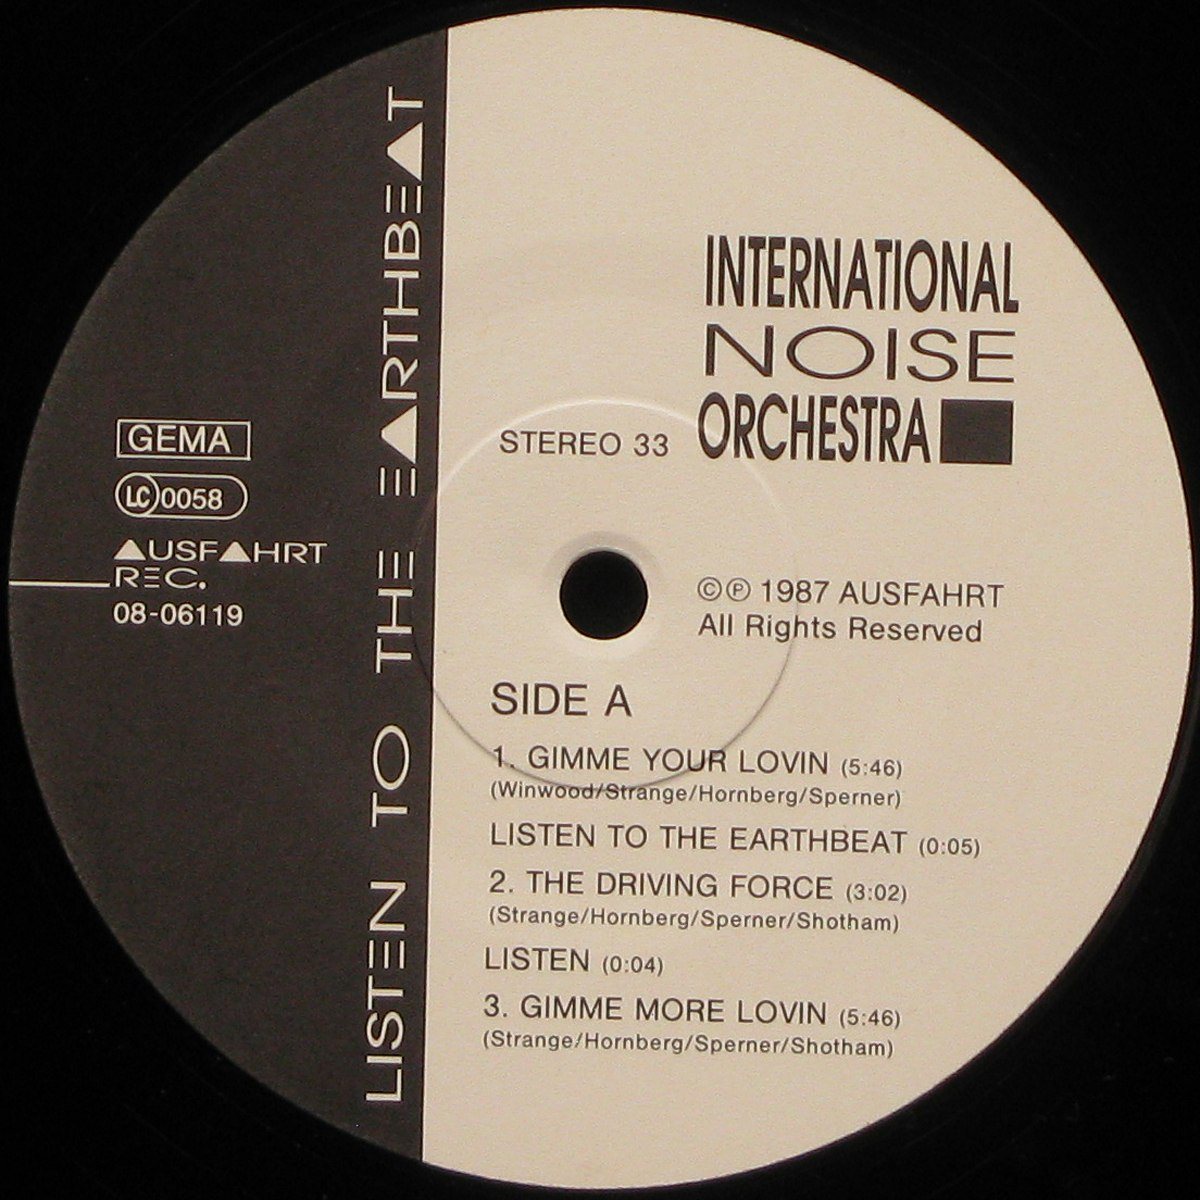 LISTEN TO THE EARTHBEAT
GEMA
LC 0058
AUSFAHRT
REC.
08-06119
INTERNATIONAL
NOISE
ORCHESTRA
STEREO 33
©℗ 1987 AUSFAHRT
All Rights Reserved
SIDE A
1. GIMME YOUR LOVIN (5:46)
(Winwood/Strange/Hornberg/Sperner)
LISTEN TO THE EARTHBEAT (0:05)
2. THE DRIVING FORCE (3:02)
(Strange/Hornberg/Sperner/Shotham)
LISTEN (0:04)
3. GIMME MORE LOVIN (5:46)
(Strange/Hornberg/Sperner/Shotham)